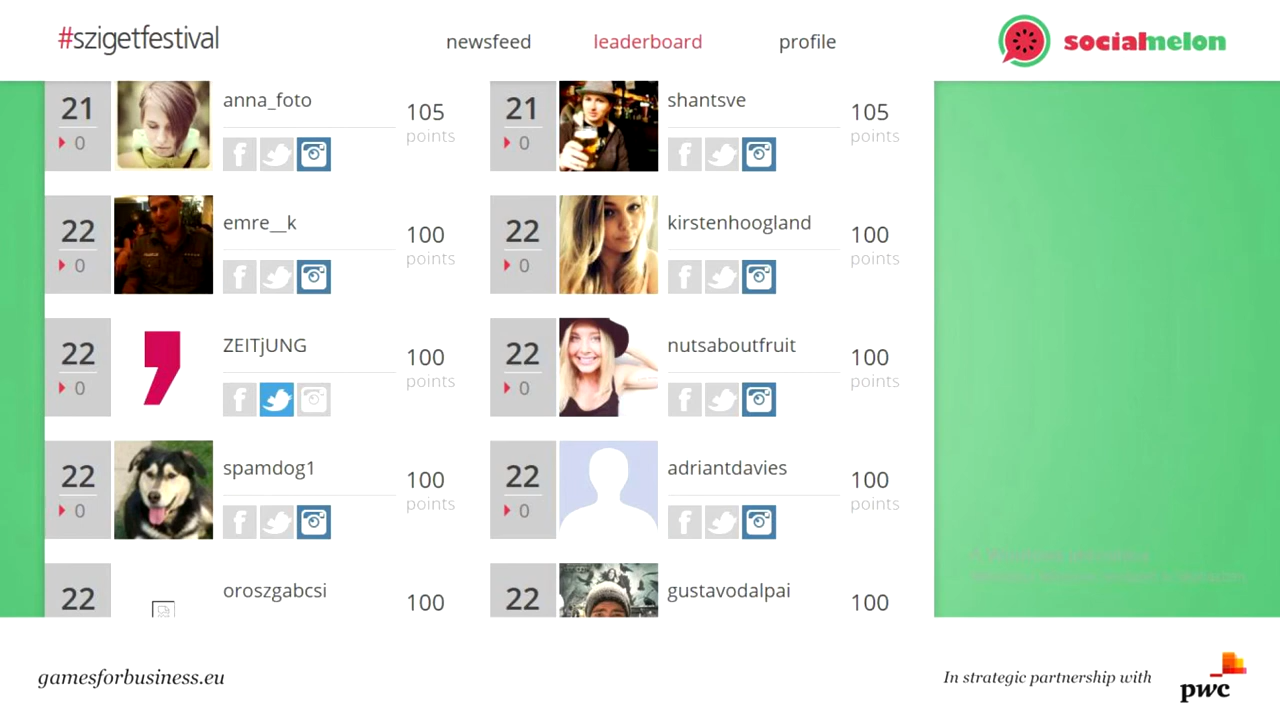 #szigetfestival
newsfeed
leaderboard
profile
socialmelon
21
0
anna_foto
105
points
21
0
shantsve
105
points
22
0
emre__k
100
points
22
0
kirstenhoogland
100
points
22
0
ZEITjUNG
100
points
22
0
nutsaboutfruit
100
points
22
0
spamdog1
100
points
22
0
adriantdavies
100
points
22
oroszgabcsi
100
22
gustavodalpai
100
gamesforbusiness.eu
In strategic partnership with
pwc